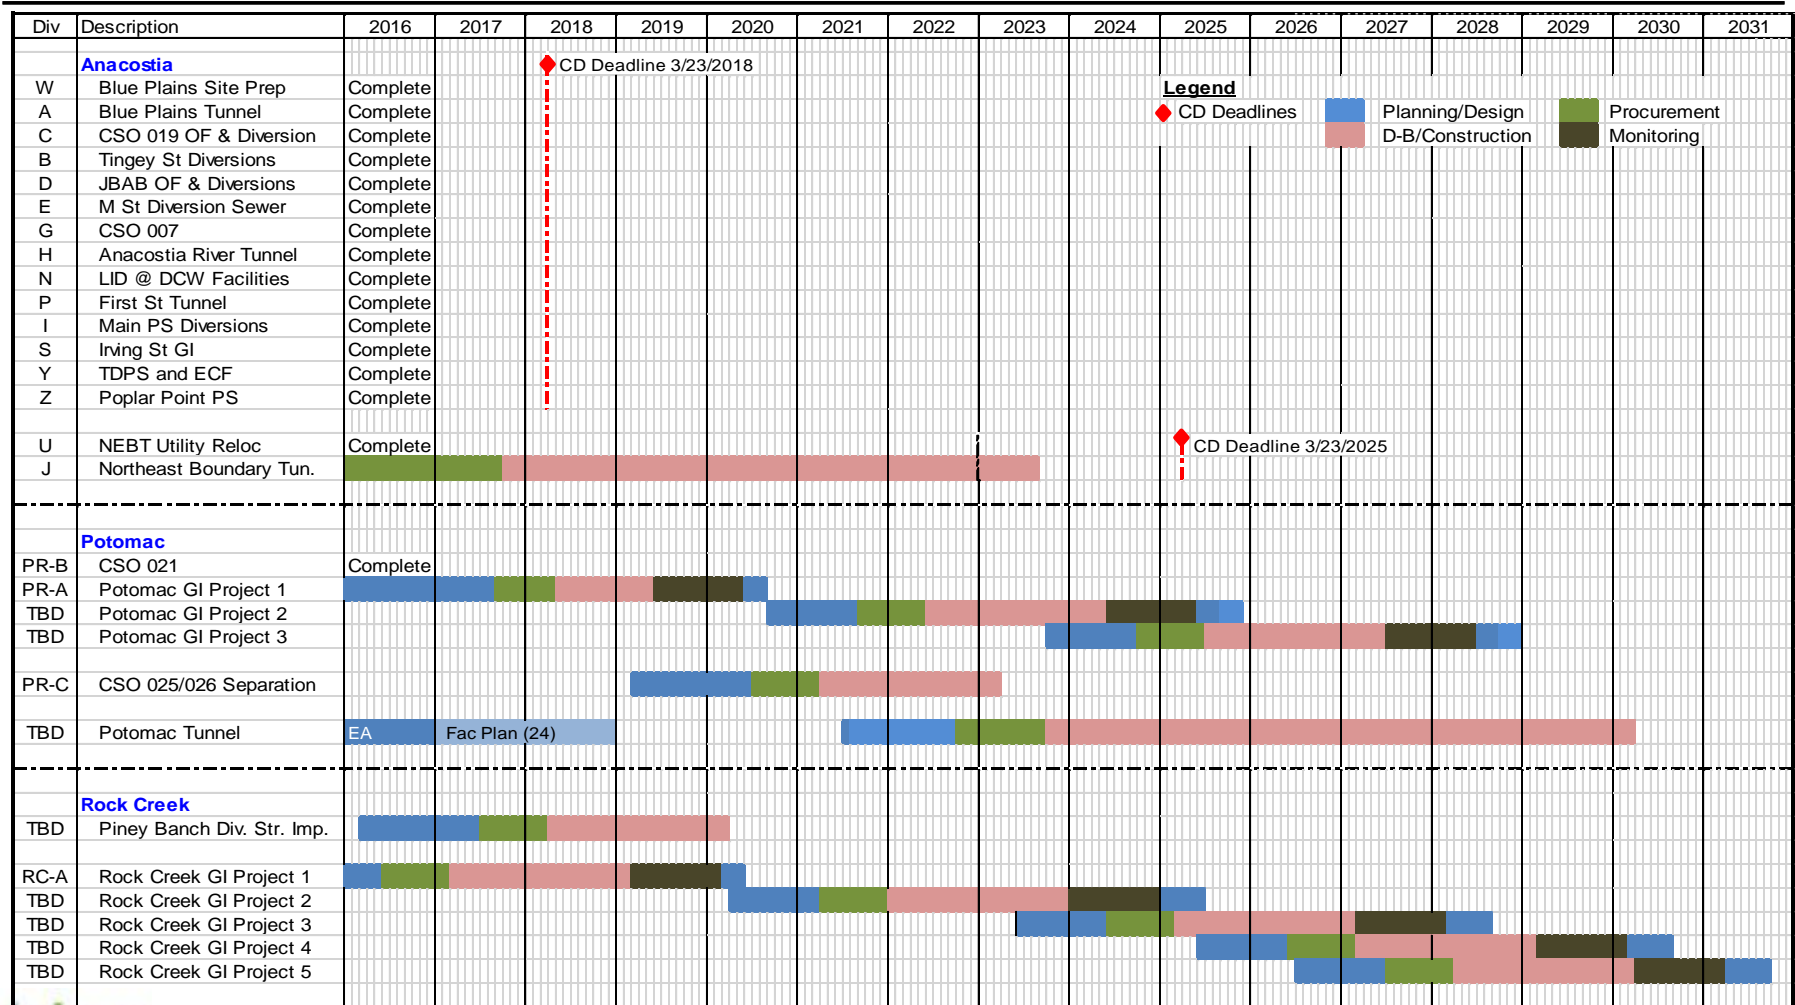 Div Description 2016 2017 2018 2019 2020 2021 2022 2023 2024 2025 2026 2027 2028 2029 2030 2031
Anacostia CD Deadline 3/23/2018
W Blue Plains Site Prep Complete Legend
A Blue Plains Tunnel Complete CD Deadlines Planning/Design Procurement
C CSO 019 OF & Diversion Complete D-B/Construction Monitoring
B Tingey St Diversions Complete
D JBAB OF & Diversions Complete
E M St Diversion Sewer Complete
G CSO 007 Complete
H Anacostia River Tunnel Complete
N LID @ DCW Facilities Complete
P First St Tunnel Complete
I Main PS Diversions Complete
S Irving St GI Complete
Y TDPS and ECF Complete
Z Poplar Point PS Complete
U NEBT Utility Reloc Complete CD Deadline 3/23/2025
J Northeast Boundary Tun.
Potomac
PR-B CSO 021 Complete
PR-A Potomac GI Project 1
TBD Potomac GI Project 2
TBD Potomac GI Project 3
PR-C CSO 025/026 Separation
TBD Potomac Tunnel EA Fac Plan (24)
Rock Creek
TBD Piney Banch Div. Str. Imp.
RC-A Rock Creek GI Project 1
TBD Rock Creek GI Project 2
TBD Rock Creek GI Project 3
TBD Rock Creek GI Project 4
TBD Rock Creek GI Project 5